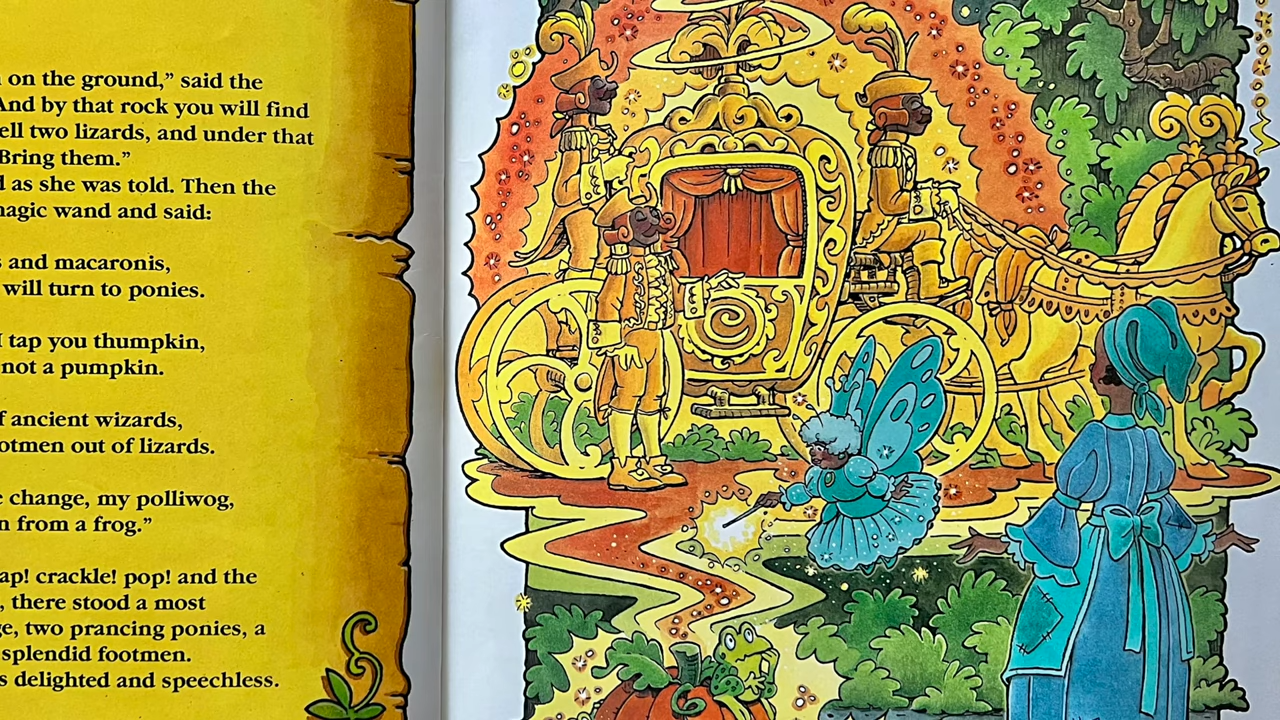 on the ground,” said the
And by that rock you will find
ell two lizards, and under that
Bring them.”
d as she was told. Then the
magic wand and said:
s and macaronis,
will turn to ponies.
I tap you thumpkin,
not a pumpkin.
f ancient wizards,
ootmen out of lizards.
e change, my polliwog,
n from a frog.”
ap! crackle! pop! and the
, there stood a most
ge, two prancing ponies, a
splendid footmen.
s delighted and speechless.